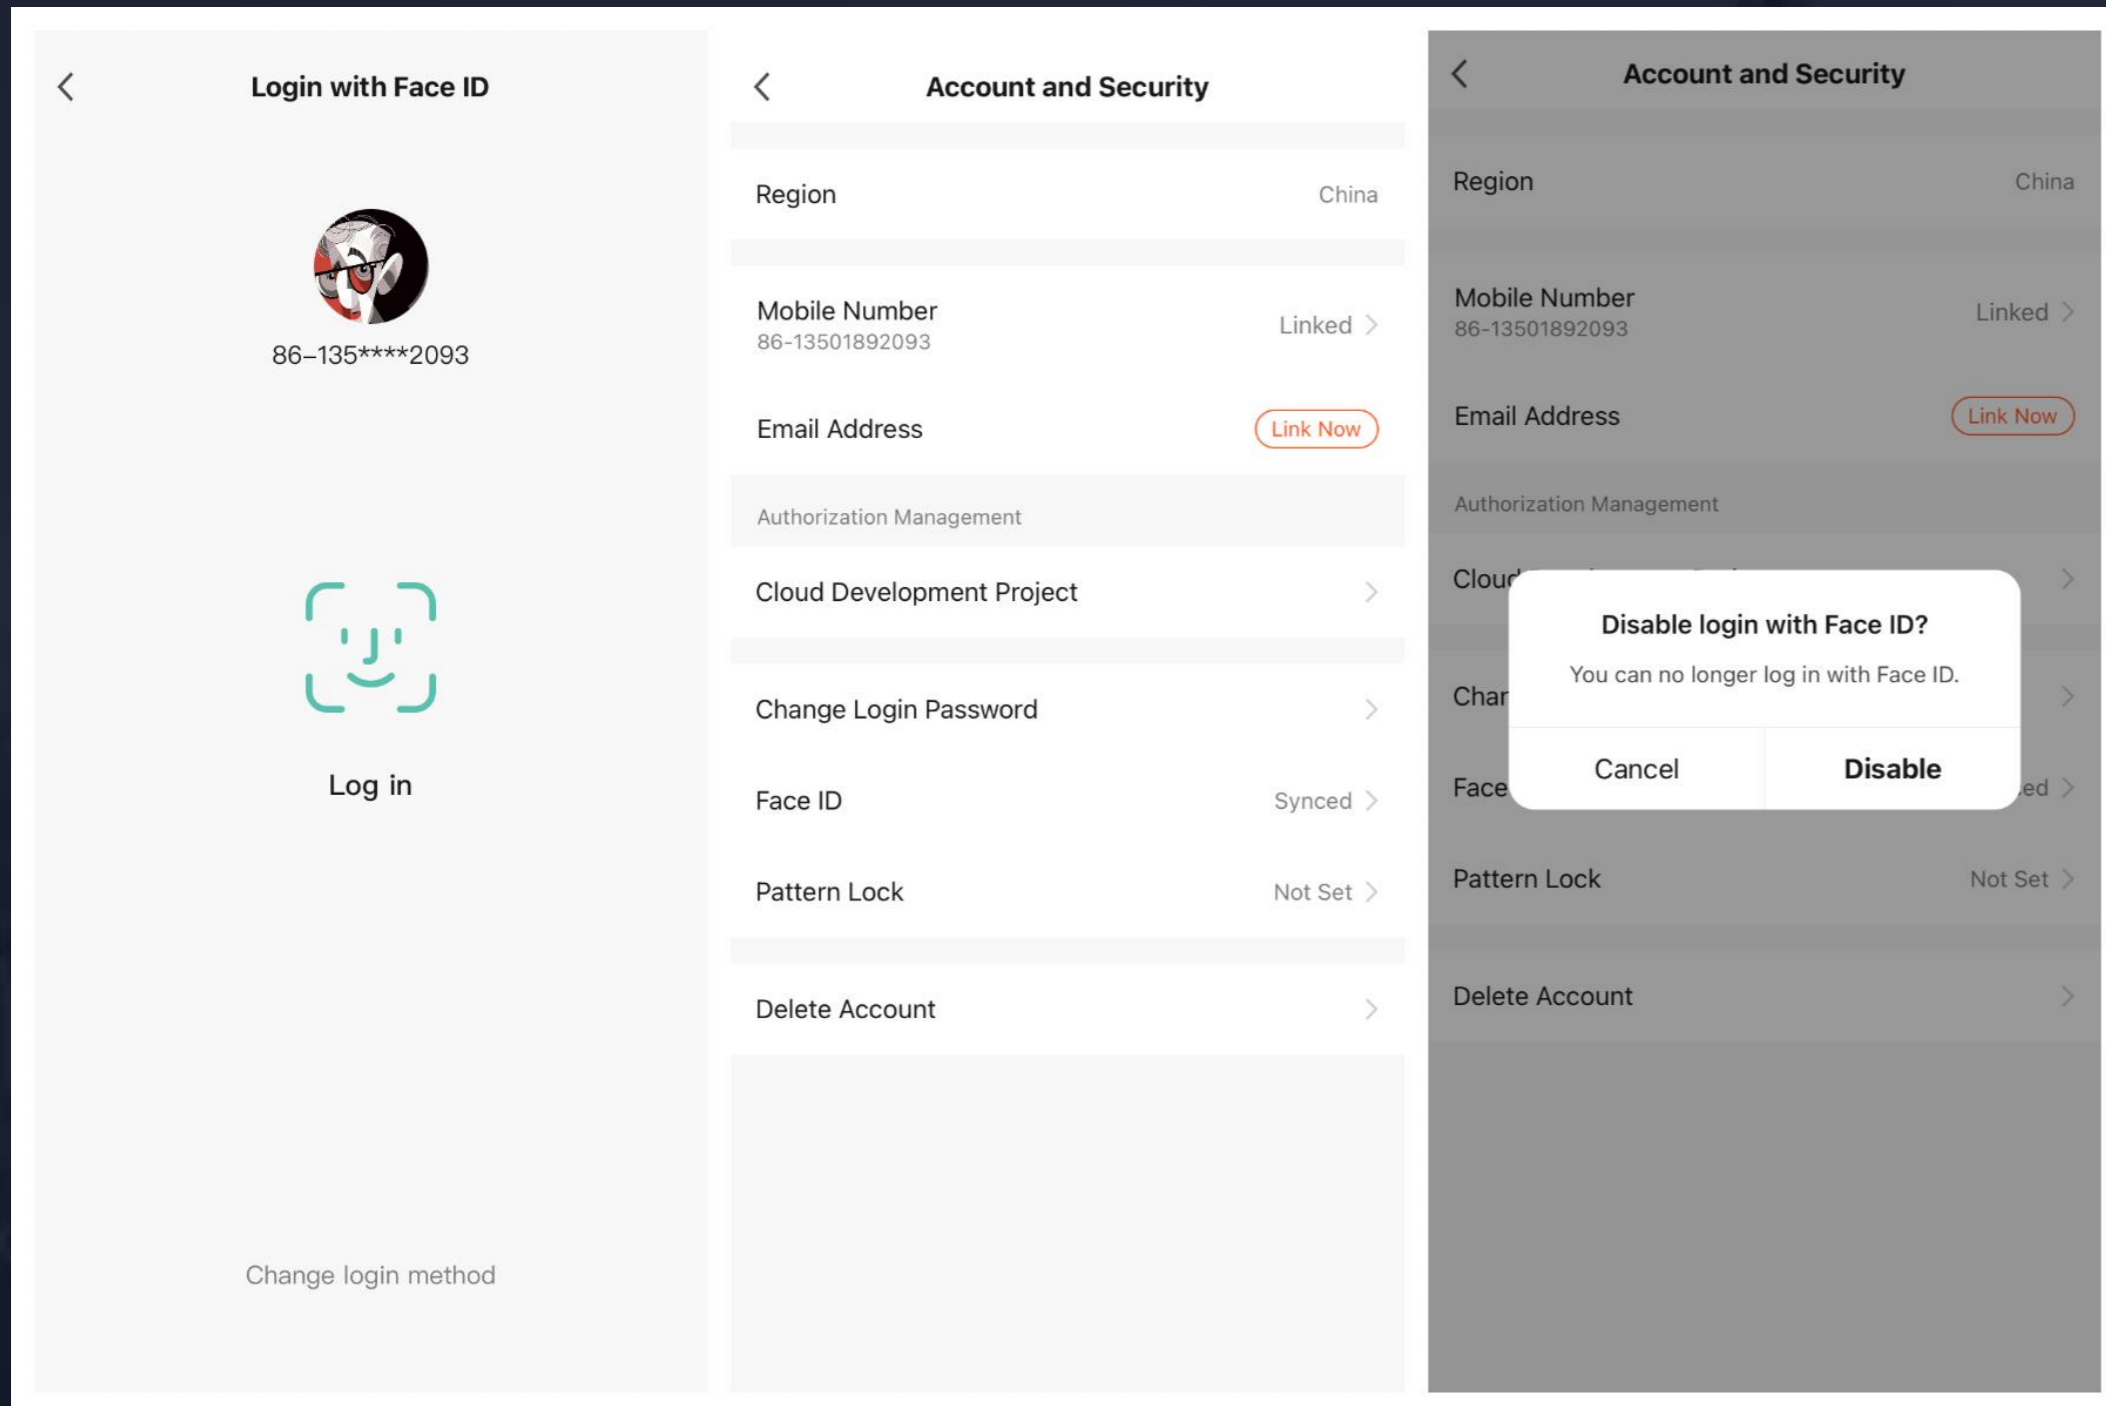 Login with Face ID
86–135****2093
Log in
Change login method
Account and Security
Region
China
Mobile Number
86-13501892093
Linked
Email Address
Link Now
Authorization Management
Cloud Development Project
Change Login Password
Face ID
Synced
Pattern Lock
Not Set
Delete Account
Account and Security
Region
China
Mobile Number
86-13501892093
Linked
Email Address
Link Now
Authorization Management
Cloud
Disable login with Face ID?
You can no longer log in with Face ID.
Char
Cancel
Disable
Face
ed
Pattern Lock
Not Set
Delete Account